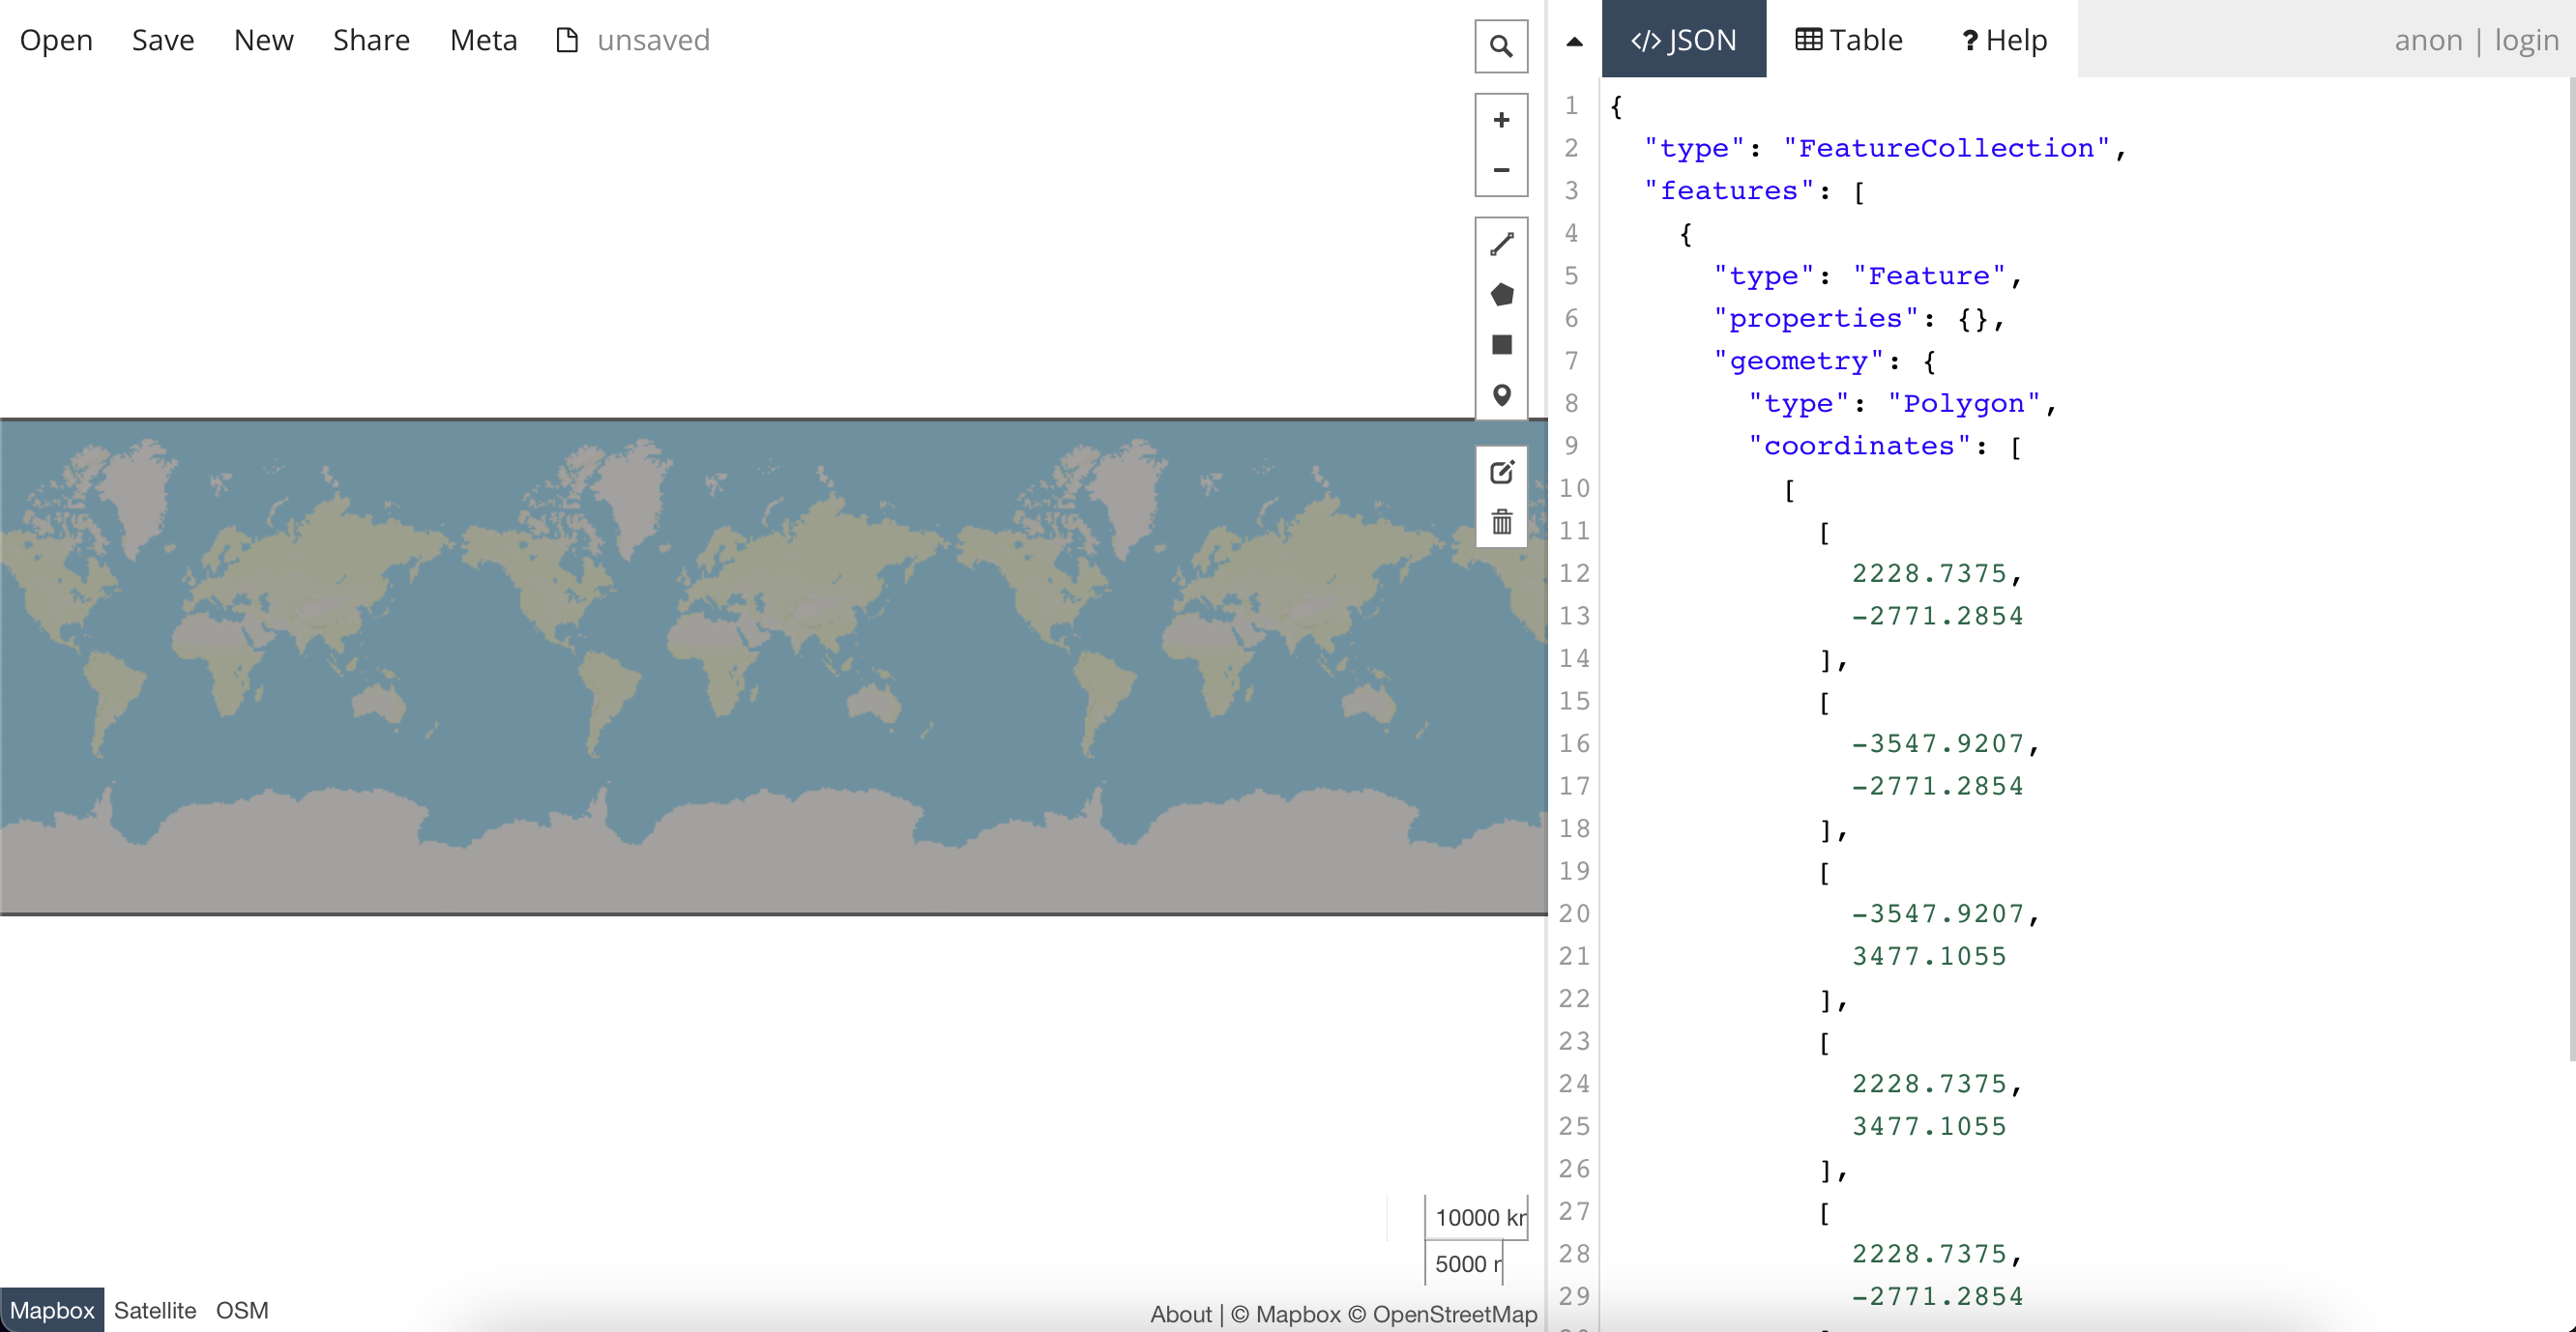 Open Save New Share Meta unsaved
</> JSON Table ? Help anon | login
+
−
1 {
2 "type": "FeatureCollection",
3 "features": [
4 {
5 "type": "Feature",
6 "properties": {},
7 "geometry": {
8 "type": "Polygon",
9 "coordinates": [
10 [
11 [
12 2228.7375,
13 -2771.2854
14 ],
15 [
16 -3547.9207,
17 -2771.2854
18 ],
19 [
20 -3547.9207,
21 3477.1055
22 ],
23 [
24 2228.7375,
25 3477.1055
26 ],
27 [
28 2228.7375,
29 -2771.2854
10000 k
5000
Mapbox Satellite OSM
About | © Mapbox © OpenStreetMap